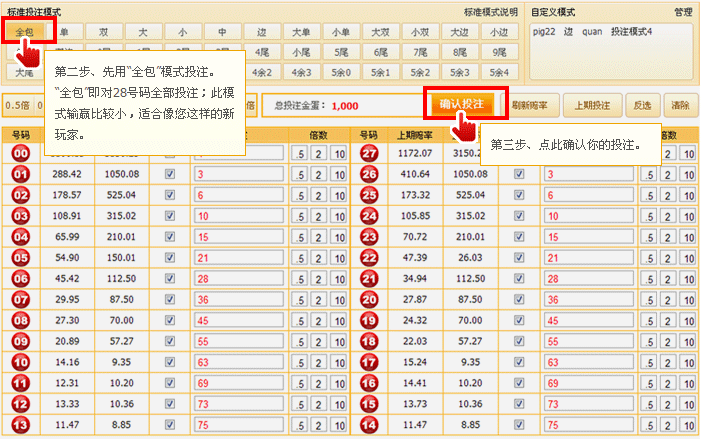 标准投注模式 标准模式说明 自定义模式 管理
全包 单 双 大 小 中 边 大单 小单 大双 小双 大边 小边 pig22 边 quan 投注模式4
4尾 5尾 6尾 7尾 8尾 9尾
大尾 4余2 4余3 5余0 5余1 5余2 5余3 5余4
第二步、先用“全包”模式投注。
“全包”即对28号码全部投注；此模
式输赢比较小，适合像您这样的新
玩家。
0.5倍 倍 总投注金蛋： 1,000 确认投注 刷新赔率 上期投注 反选 清除
第三步、点此确认你的投注。
号码 倍数 号码 上期赔率 倍数
00 .5 2 10 27 1172.07 .5 2 10
01 288.42 1050.08 3 .5 2 10 26 410.64 1050.08 3 .5 2 10
02 178.57 525.04 6 .5 2 10 25 173.32 525.04 6 .5 2 10
03 108.91 315.02 10 .5 2 10 24 105.85 315.02 10 .5 2 10
04 65.99 210.01 15 .5 2 10 23 70.72 210.01 15 .5 2 10
05 54.90 150.01 21 .5 2 10 22 47.39 26.03 21 .5 2 10
06 45.42 112.50 28 .5 2 10 21 34.94 112.50 28 .5 2 10
07 29.95 87.50 36 .5 2 10 20 27.87 87.50 36 .5 2 10
08 27.30 70.00 45 .5 2 10 19 24.32 70.00 45 .5 2 10
09 20.89 57.27 55 .5 2 10 18 22.03 57.27 55 .5 2 10
10 14.16 9.35 63 .5 2 10 17 15.24 9.35 63 .5 2 10
11 12.31 10.20 69 .5 2 10 16 14.41 10.20 69 .5 2 10
12 13.33 10.36 73 .5 2 10 15 13.73 10.36 73 .5 2 10
13 11.47 8.85 75 .5 2 10 14 11.47 8.85 75 .5 2 10